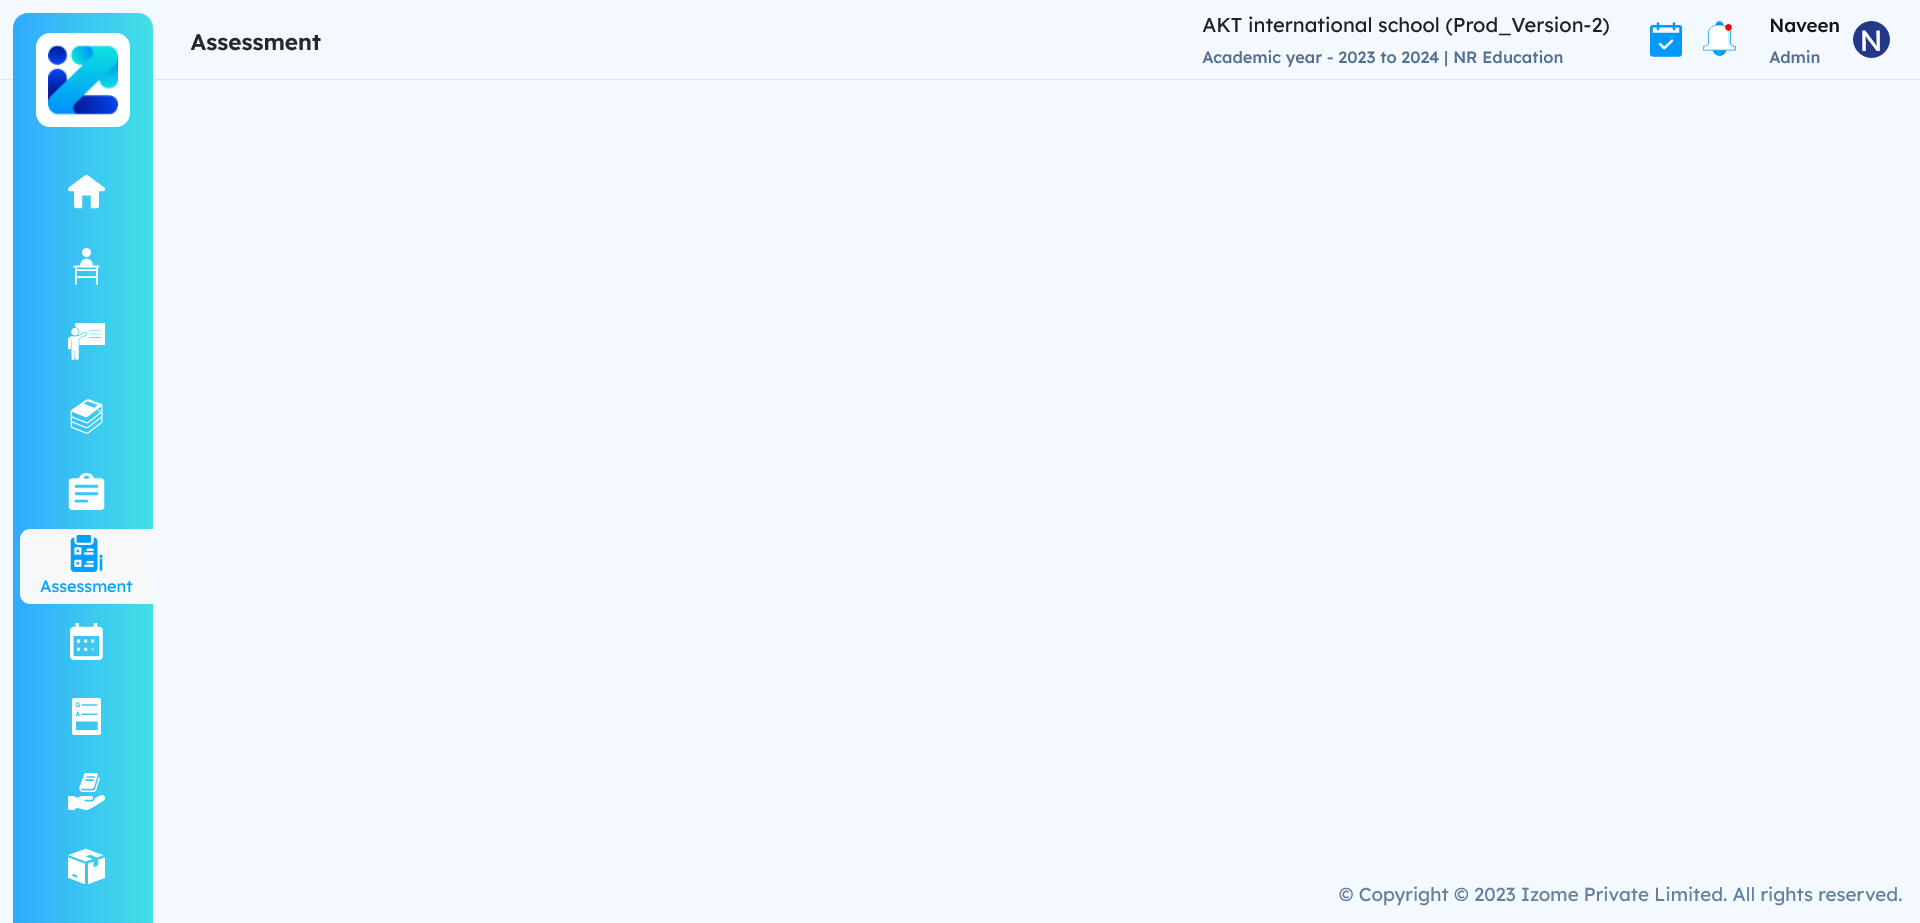 Assessment
AKT international school (Prod_Version-2)
Academic year - 2023 to 2024 | NR Education
Naveen
Admin
N
Assessment
© Copyright © 2023 Izome Private Limited. All rights reserved.